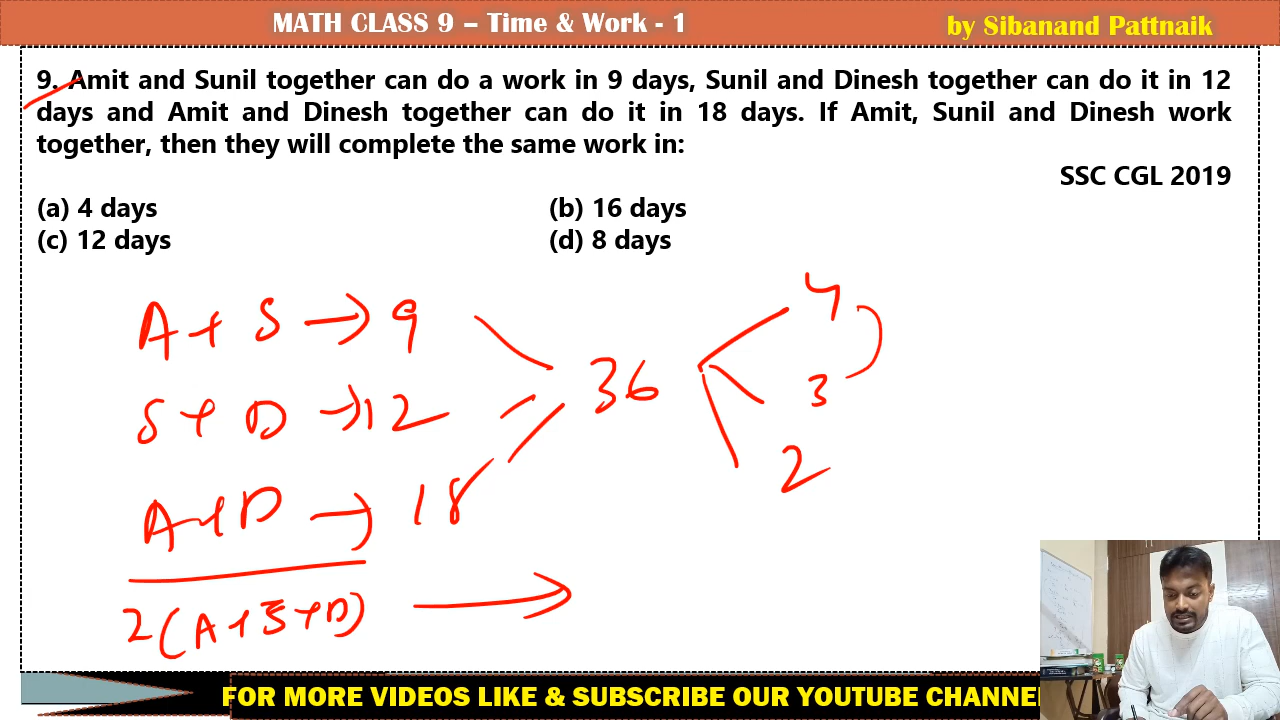 MATH CLASS 9 – Time & Work - 1
by Sibanand Pattnaik
9. Amit and Sunil together can do a work in 9 days, Sunil and Dinesh together can do it in 12
days and Amit and Dinesh together can do it in 18 days. If Amit, Sunil and Dinesh work
together, then they will complete the same work in:
SSC CGL 2019
(a) 4 days
(b) 16 days
(c) 12 days
(d) 8 days
A + S → 9
S + D → 12
A + D → 18
36
4
3
2
2(A+S+D) →
FOR MORE VIDEOS LIKE & SUBSCRIBE OUR YOUTUBE CHANNE